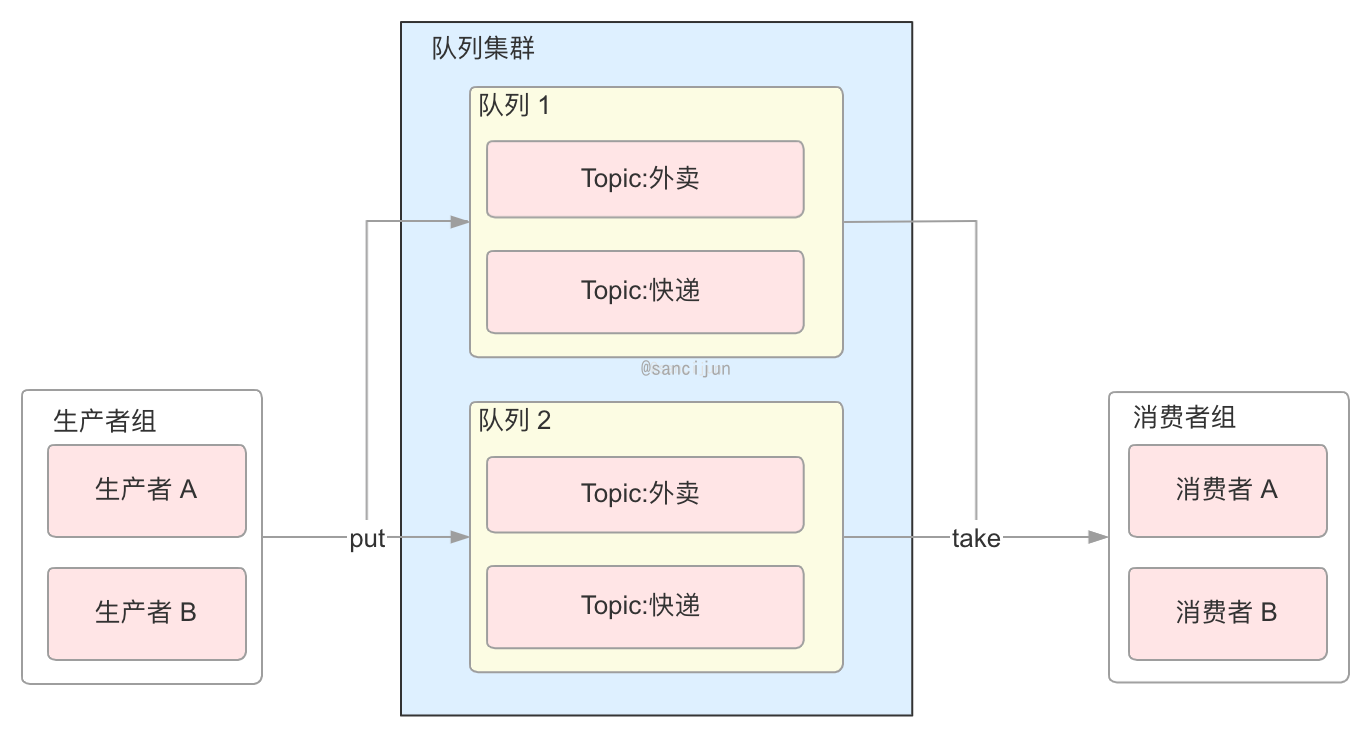 队列集群
队列 1
Topic:外卖
Topic:快递
@sancijun
队列 2
Topic:外卖
Topic:快递
生产者组
生产者 A
生产者 B
put
take
消费者组
消费者 A
消费者 B